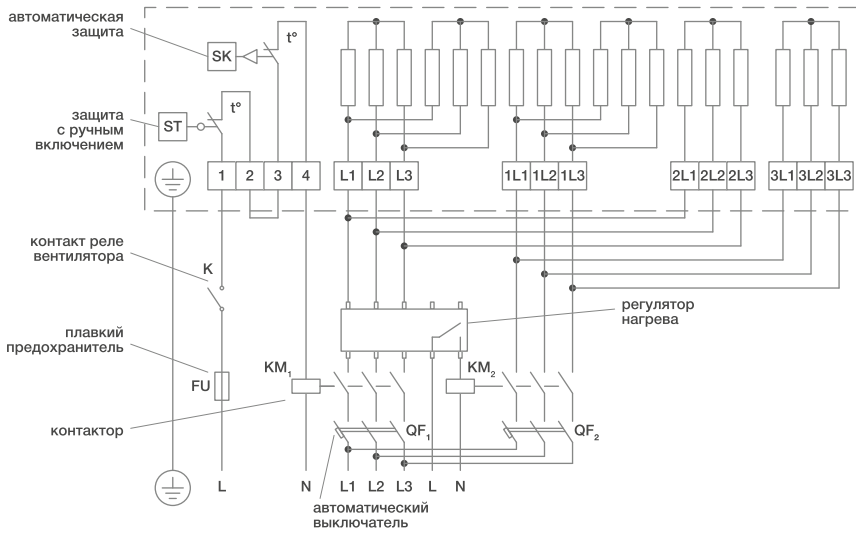 автоматическая
защита
SK
t°
защита
с ручным
включением
ST
t°
1 2 3 4 L1 L2 L3 1L1 1L2 1L3 2L1 2L2 2L3 3L1 3L2 3L3
контакт реле
вентилятора
K
регулятор
нагрева
плавкий
предохранитель
FU
KM1
KM2
контактор
QF1
QF2
L N L1 L2 L3 L N
автоматический
выключатель